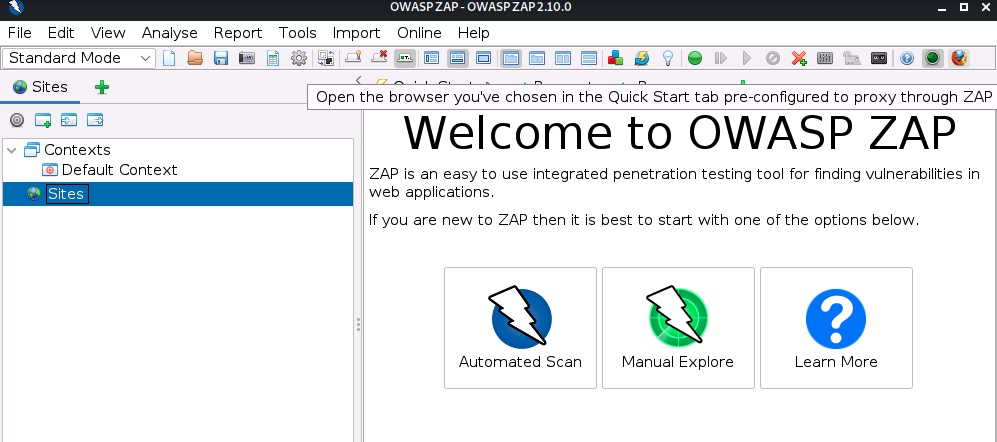 OWASP ZAP - OWASP ZAP 2.10.0
File Edit View Analyse Report Tools Import Online Help
Standard Mode
Sites
Open the browser you've chosen in the Quick Start tab pre-configured to proxy through ZAP
Welcome to OWASP ZAP
Contexts
Default Context
Sites
ZAP is an easy to use integrated penetration testing tool for finding vulnerabilities in
web applications.
If you are new to ZAP then it is best to start with one of the options below.
Automated Scan
Manual Explore
Learn More